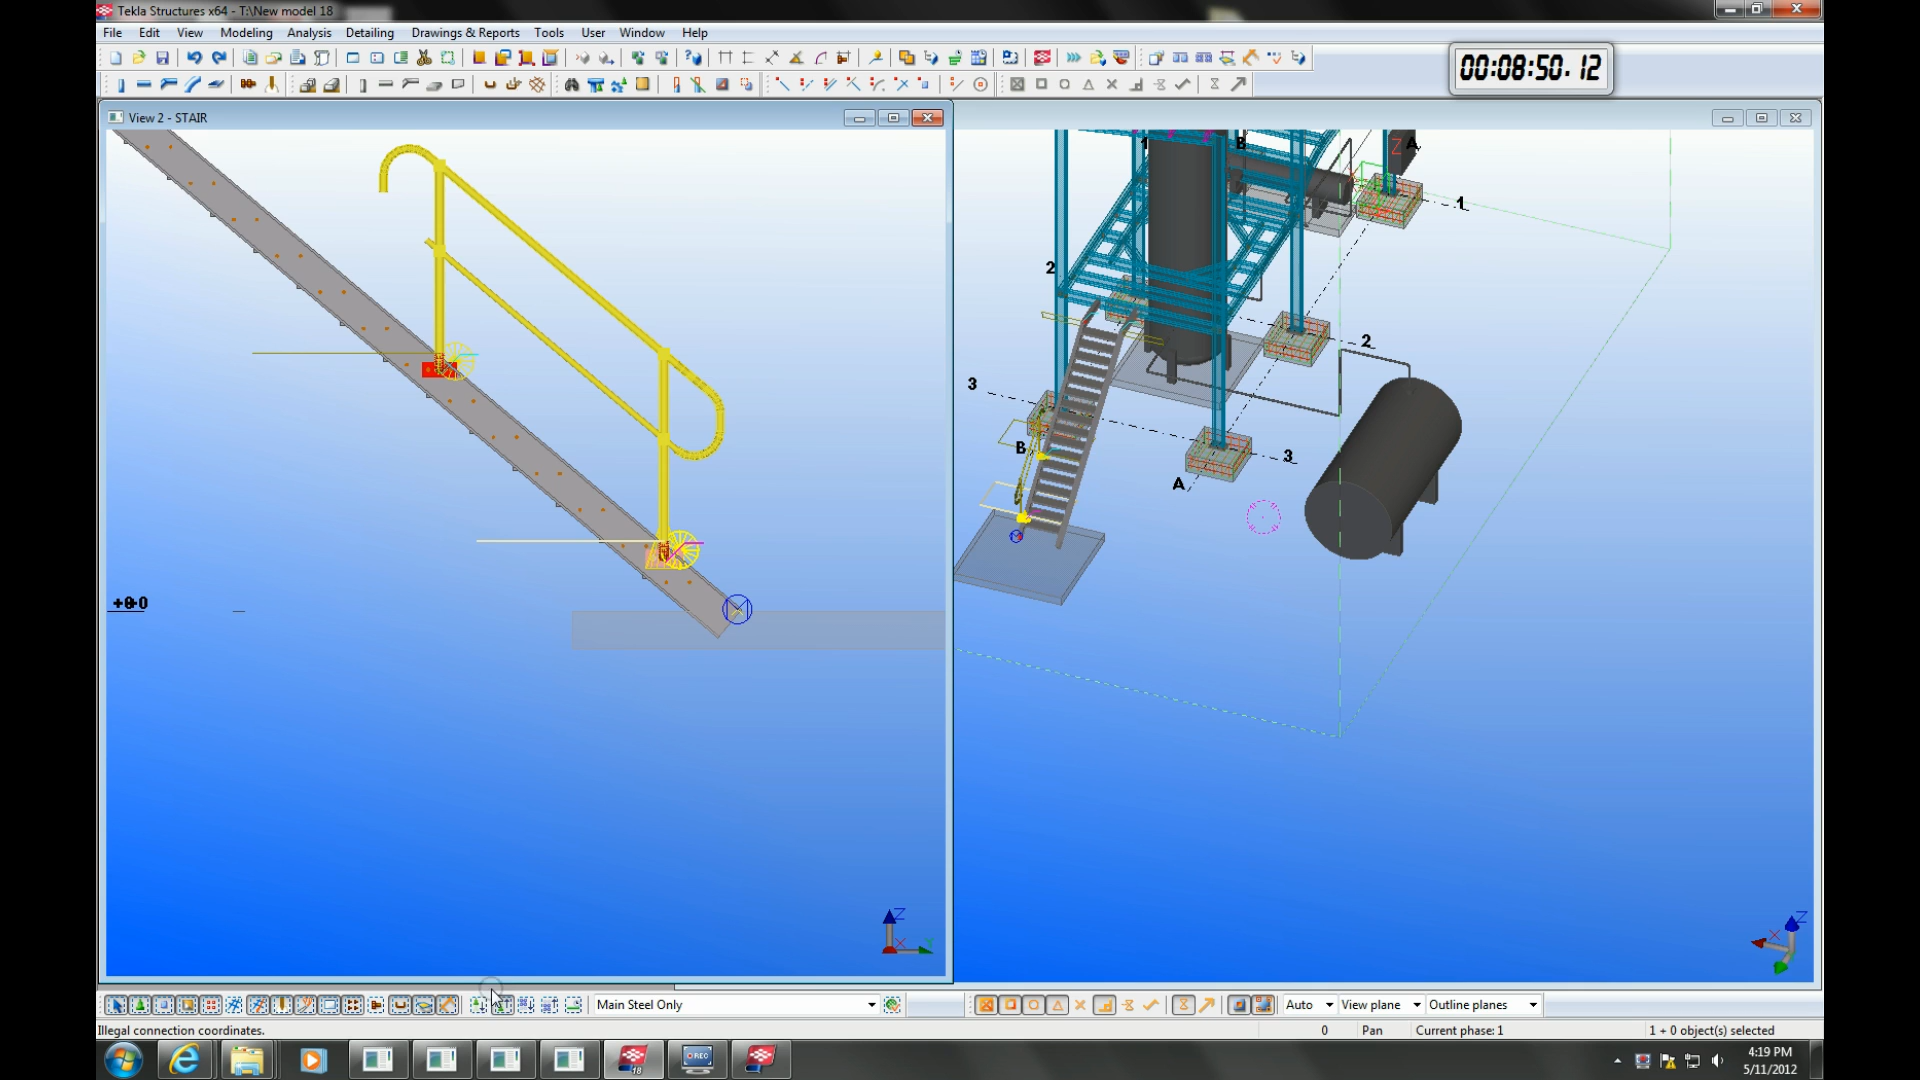 Tekla Structures x64 - T:\New model 18
File Edit View Modeling Analysis Detailing Drawings & Reports Tools User Window Help
00:08:50.12
View 2 - STAIR
1 B Z A
1
2
2
3
B
3
A
Z
X Y
Z
X
Main Steel Only
Auto View plane Outline planes
Illegal connection coordinates.
0 Pan Current phase: 1 1 + 0 object(s) selected
18
REC
4:19 PM
5/11/2012